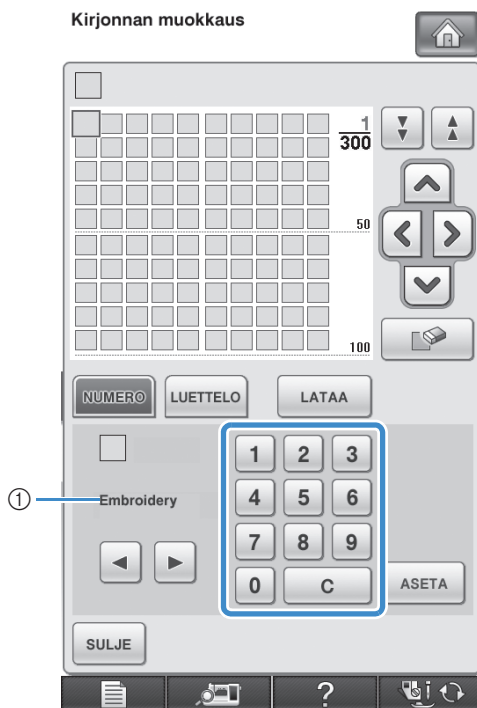 Kirjonnan muokkaus
1
300
50
100
NUMERO LUETTELO LATAA
1 2 3
① Embroidery 4 5 6
7 8 9
0 C ASETA
SULJE
?